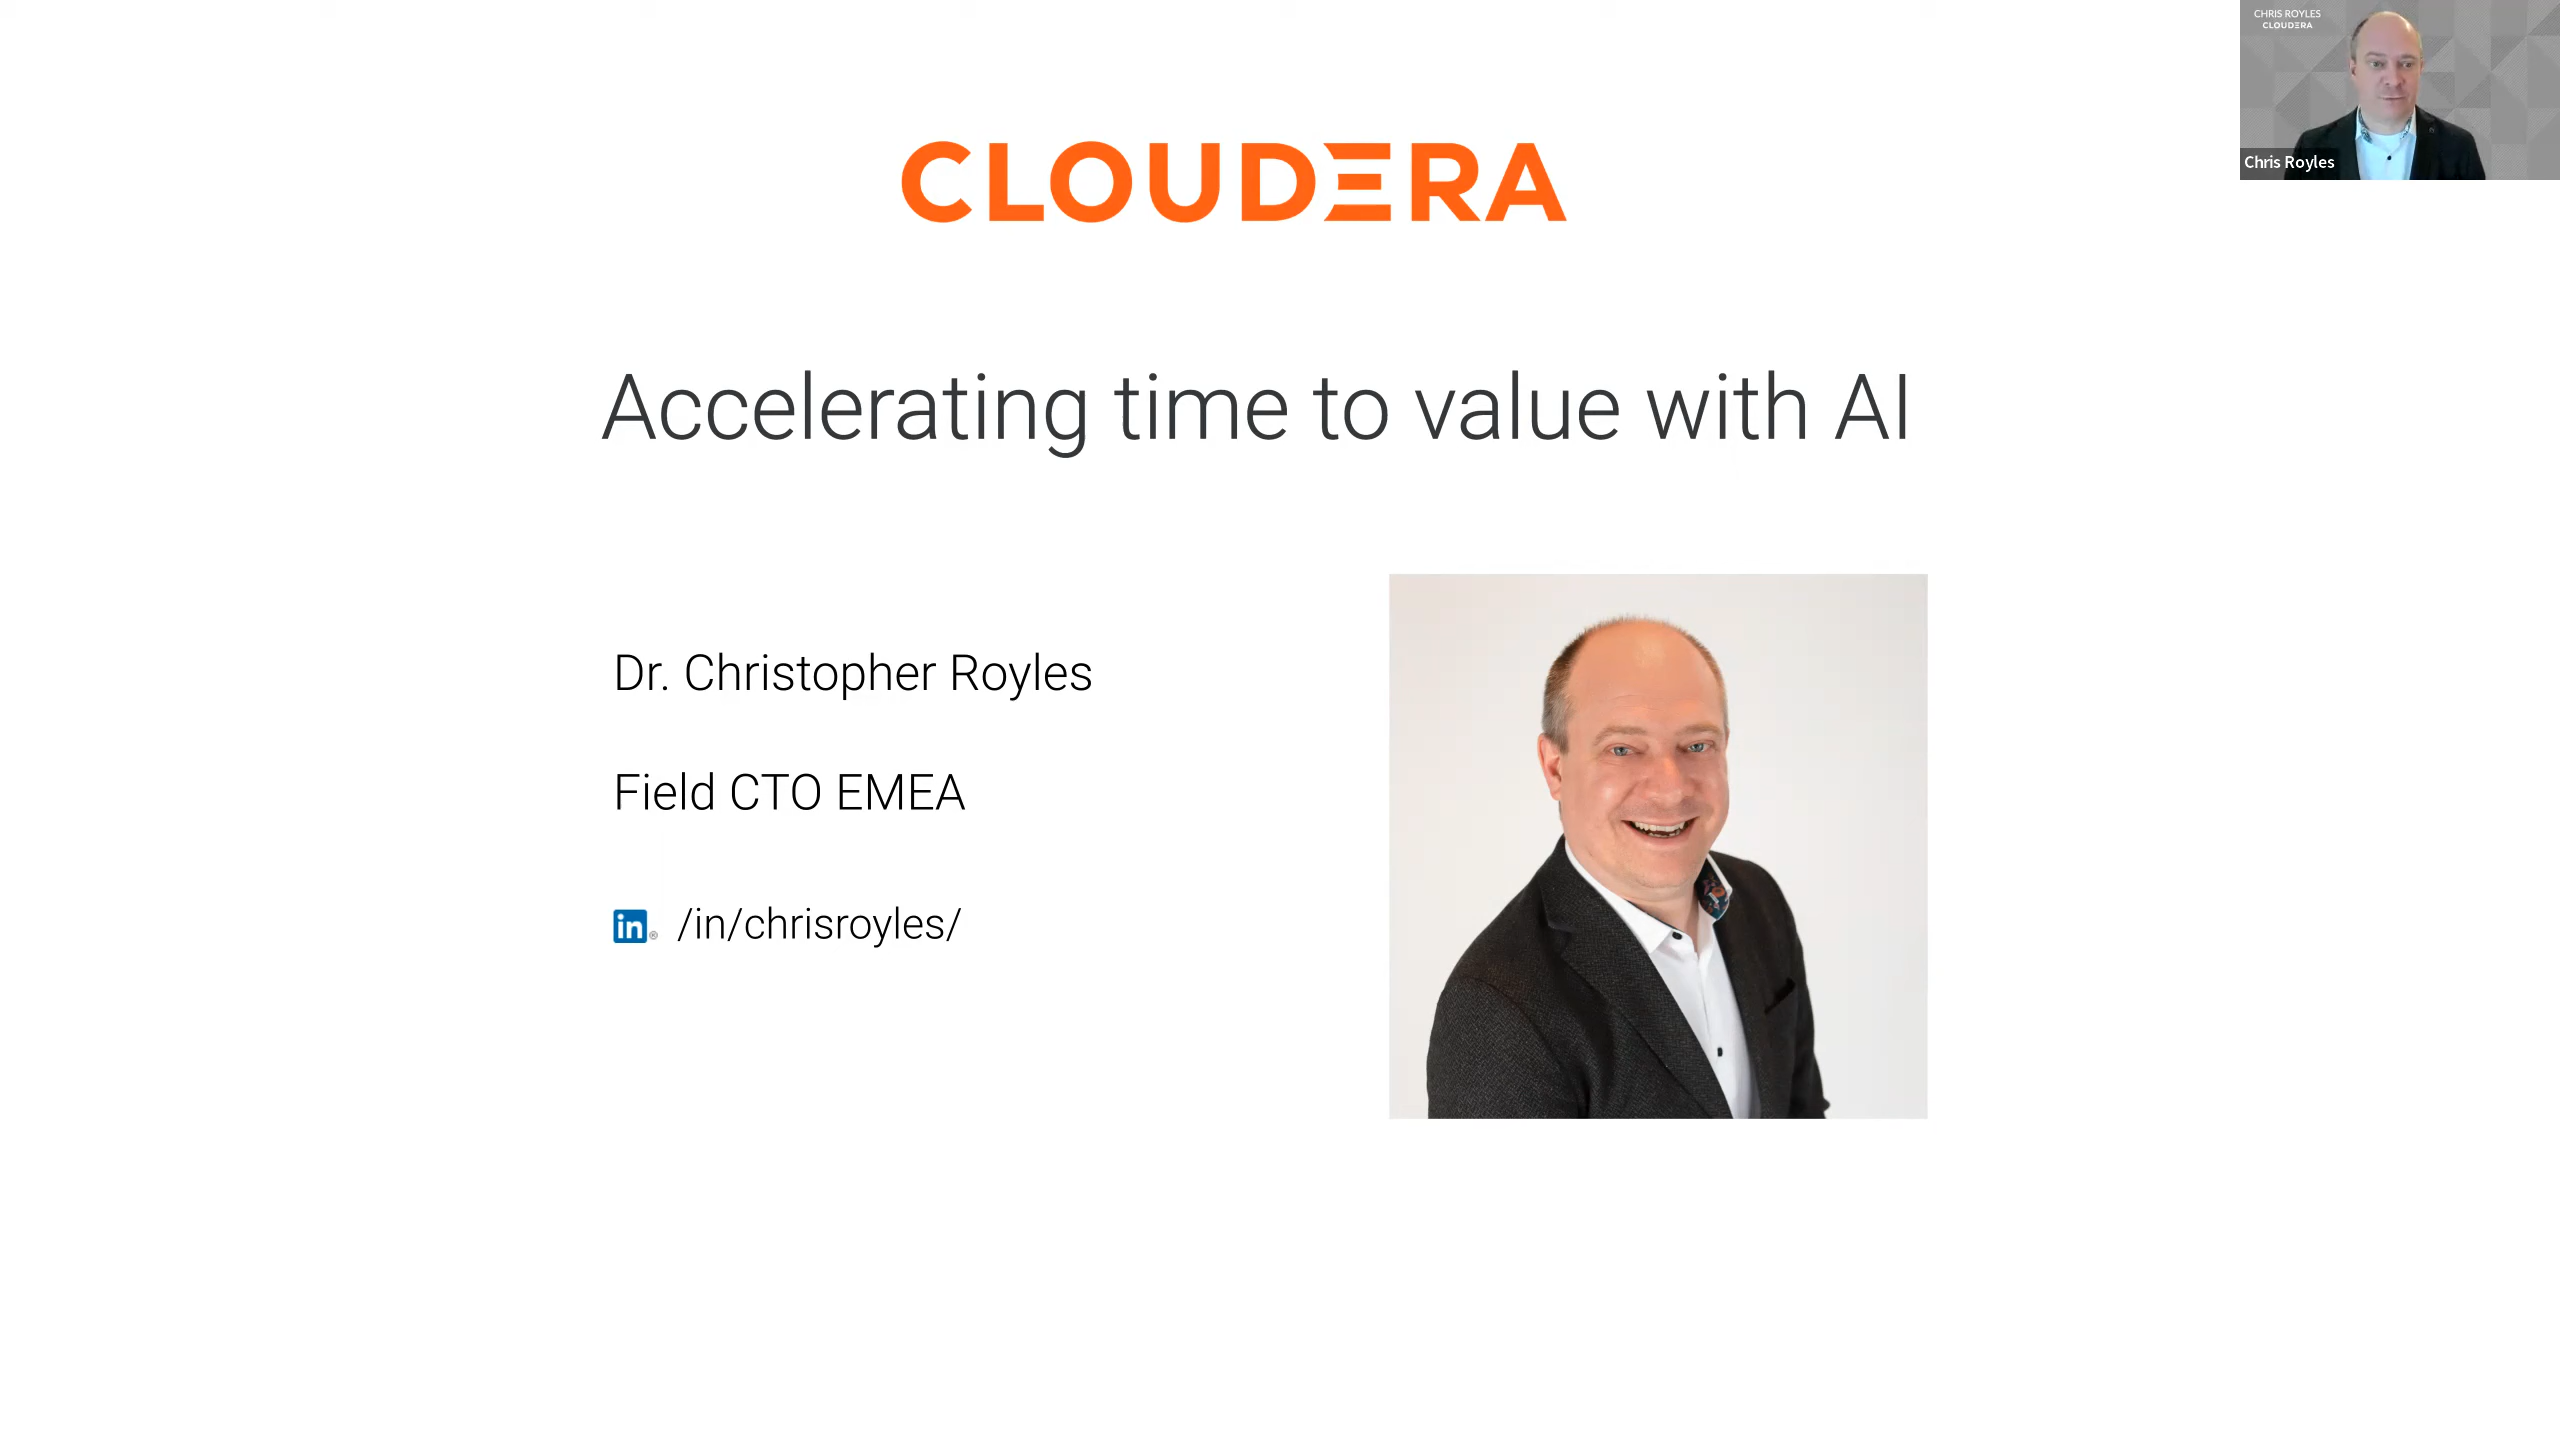 CHRIS ROYLES
CLOUDERA
Chris Royles
CLOUDERA
Accelerating time to value with AI
Dr. Christopher Royles
Field CTO EMEA
in® /in/chrisroyles/